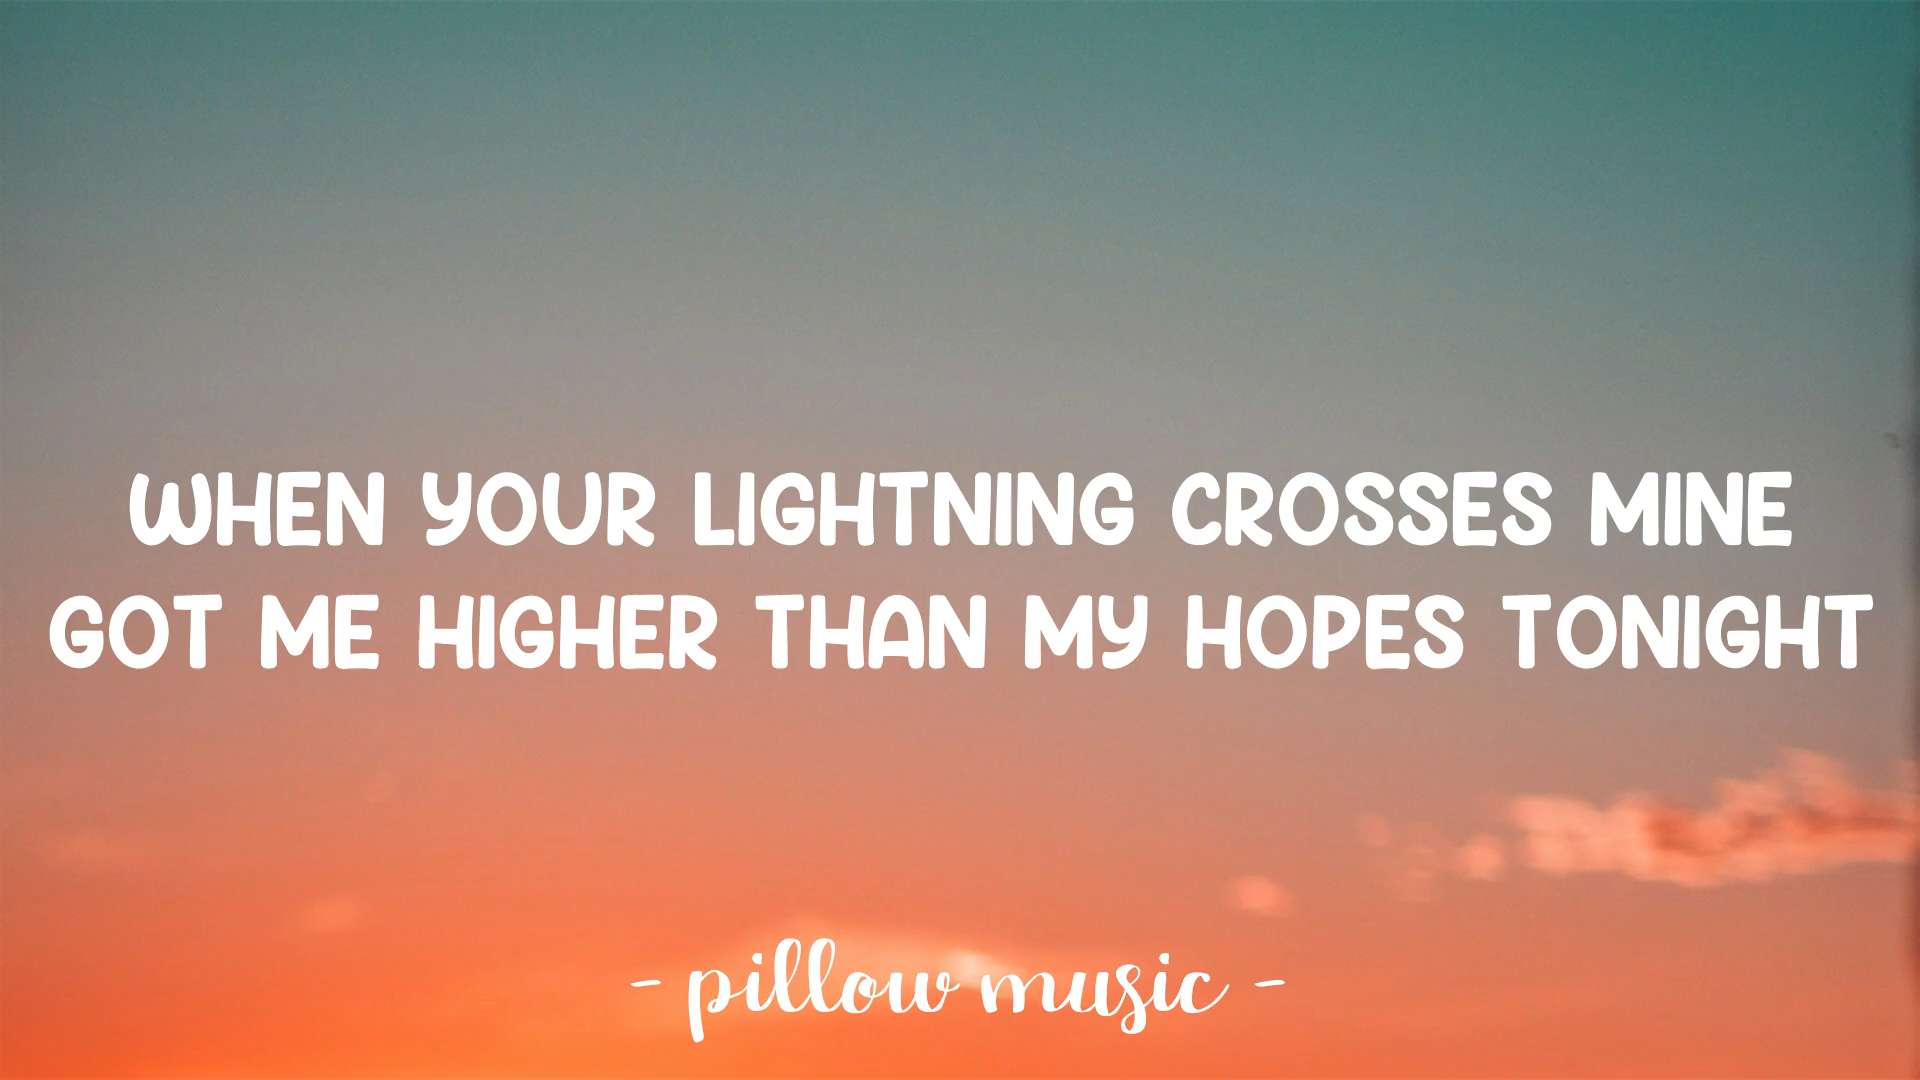 WHEN YOUR LIGHTNING CROSSES MINE
GOT ME HIGHER THAN MY HOPES TONIGHT
- pillow music -